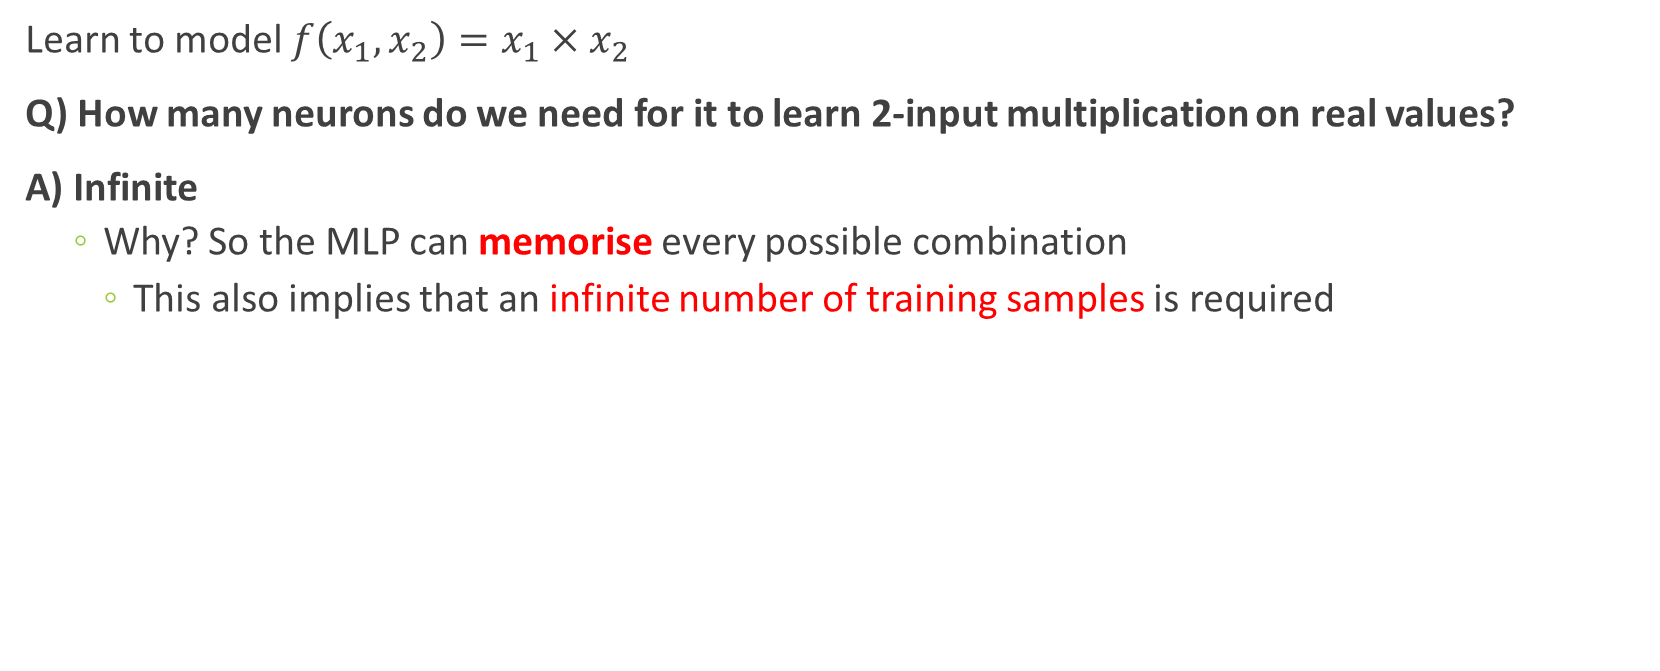 Learn to model f(x₁, x₂) = x₁ × x₂
Q) How many neurons do we need for it to learn 2-input multiplication on real values?
A) Infinite
◦ Why? So the MLP can memorise every possible combination
◦ This also implies that an infinite number of training samples is required